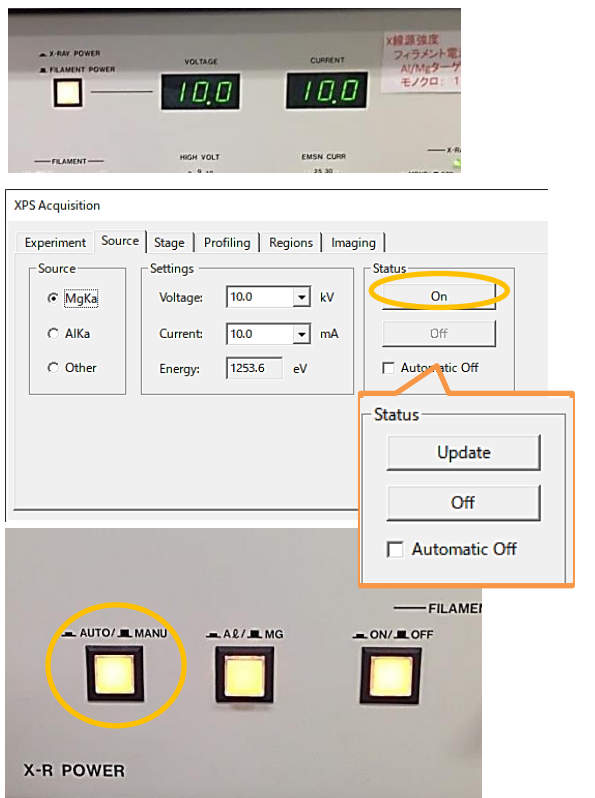 X-RAY POWER
FILAMENT POWER
VOLTAGE
CURRENT
10.0
10.0
X線源強度
フィラメント電
Al/Mgターゲ
モノクロ: 1
FILAMENT
HIGH VOLT
EMSN CURR
XPS Acquisition
Experiment Source Stage Profiling Regions Imaging
Source
MgKa
AlKa
Other
Settings
Voltage: 10.0 kV
Current: 10.0 mA
Energy: 1253.6 eV
Status
On
Off
Automatic Off
Status
Update
Off
Automatic Off
FILAMEN
AUTO/ MANU
Aℓ/ MG
ON/ OFF
X-R POWER